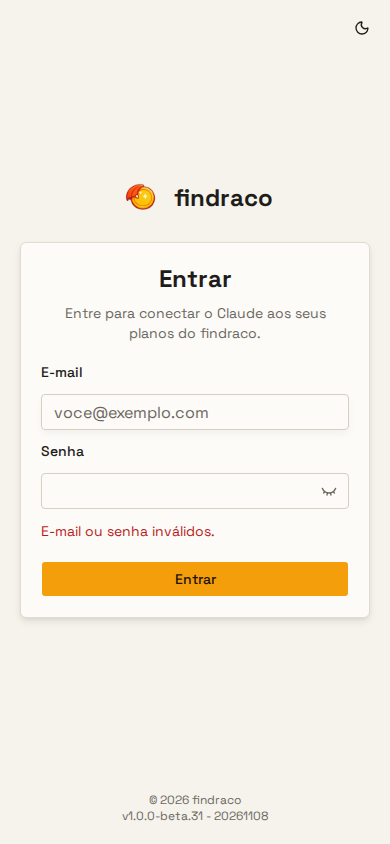 findraco
Entrar
Entre para conectar o Claude aos seus
planos do findraco.
E-mail
voce@exemplo.com
Senha
E-mail ou senha inválidos.
Entrar
© 2026 findraco
v1.0.0-beta.31 - 20261108